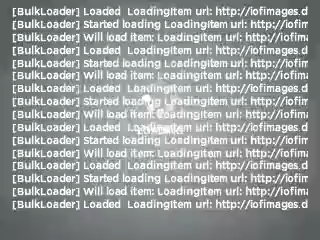 [BulkLoader] Loaded LoadingItem url: http://iofimages.d
[BulkLoader] Started loading LoadingItem url: http://iofim
[BulkLoader] Will load item: LoadingItem url: http://iofima
[BulkLoader] Loaded LoadingItem url: http://iofimages.d
[BulkLoader] Started loading LoadingItem url: http://iofim
[BulkLoader] Will load item: LoadingItem url: http://iofima
[BulkLoader] Loaded LoadingItem url: http://iofimages.d
[BulkLoader] Started loading LoadingItem url: http://iofim
[BulkLoader] Will load item: LoadingItem url: http://iofima
[BulkLoader] Loaded LoadingItem url: http://iofimages.d
[BulkLoader] Started loading LoadingItem url: http://iofim
[BulkLoader] Will load item: LoadingItem url: http://iofima
[BulkLoader] Loaded LoadingItem url: http://iofimages.d
[BulkLoader] Started loading LoadingItem url: http://iofim
[BulkLoader] Will load item: LoadingItem url: http://iofima
[BulkLoader] Loaded LoadingItem url: http://iofimages.d